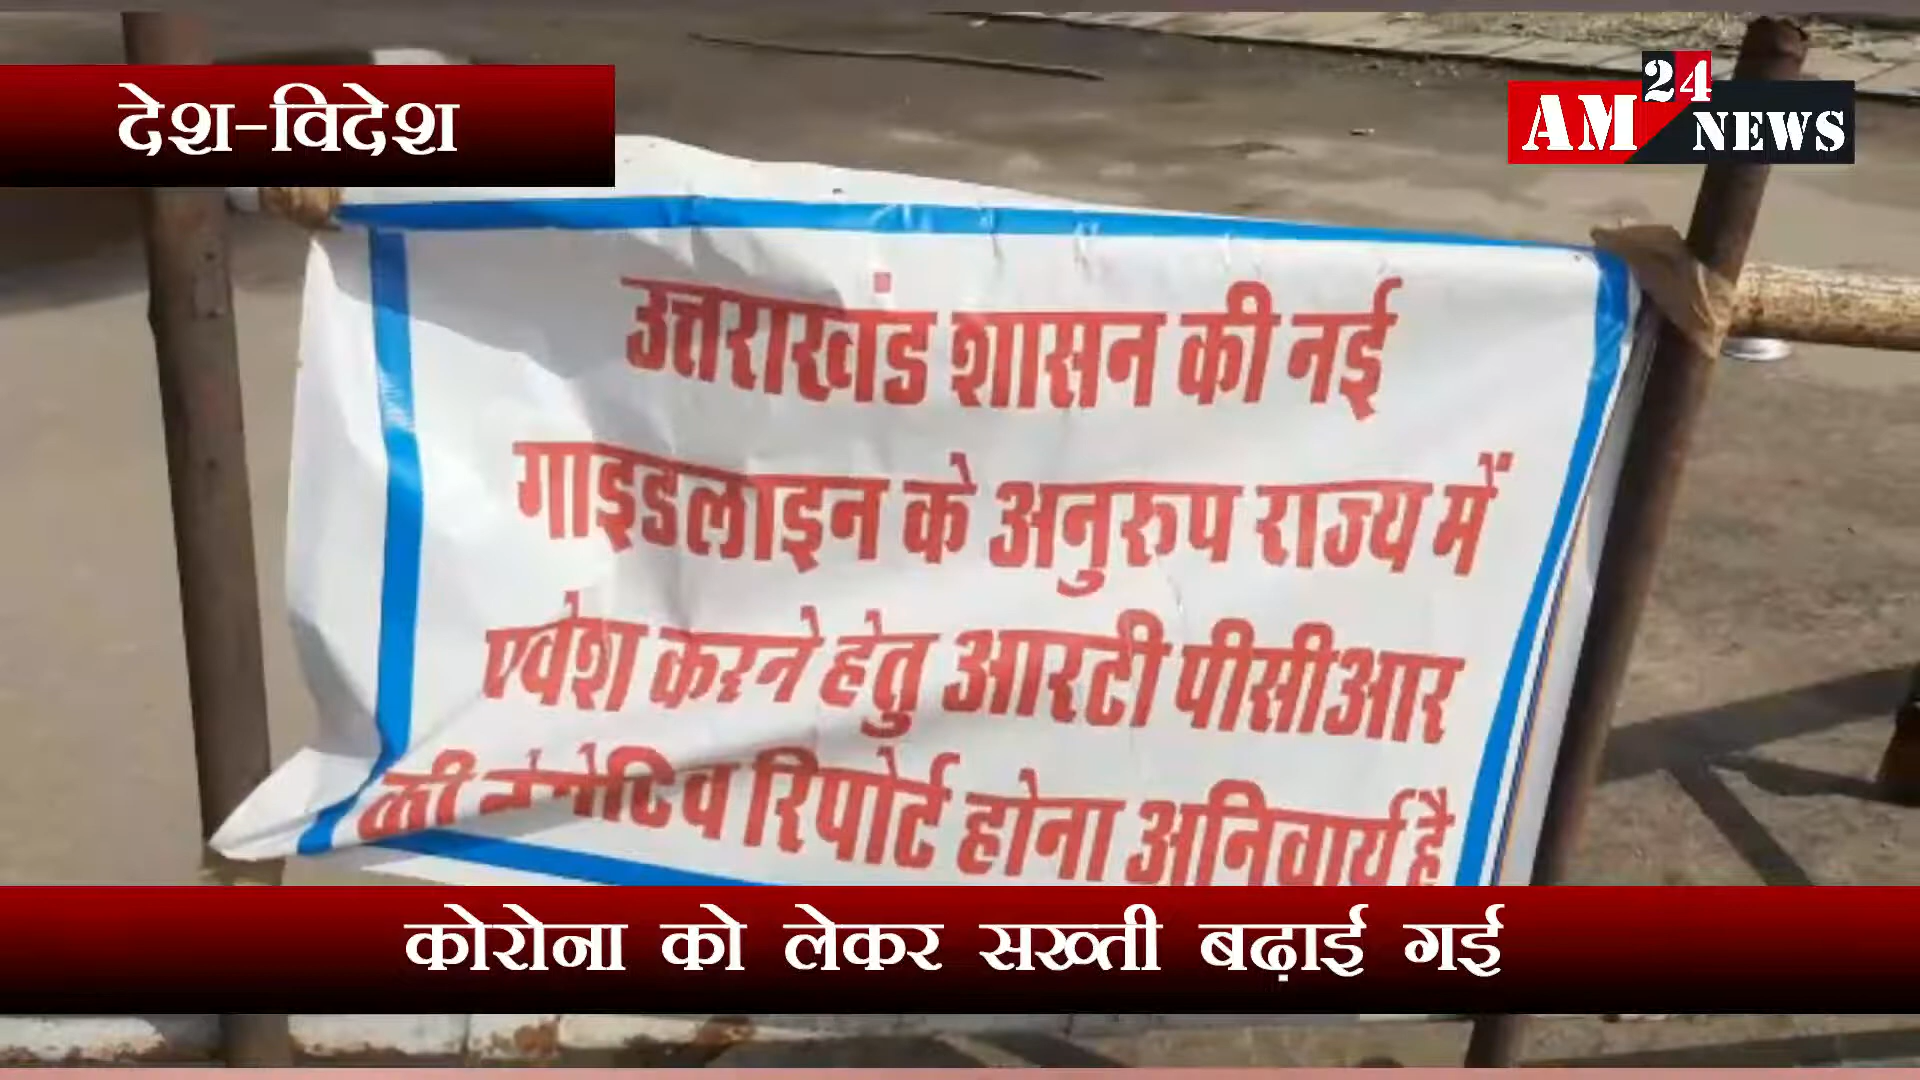 देश-विदेश
AM 24 NEWS
उत्तराखंड शासन की नई
गाइडलाइन के अनुरूप राज्य में
प्रवेश करने हेतु आरटी पीसीआर
की नेगेटिव रिपोर्ट होना अनिवार्य है
कोरोना को लेकर सख्ती बढ़ाई गई